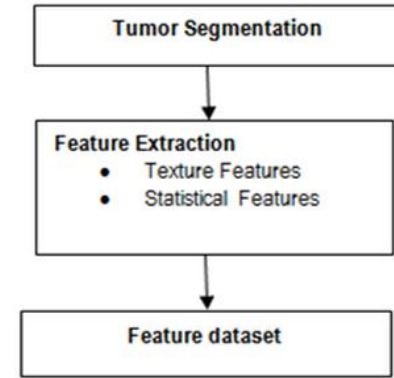 Tumor Segmentation
Feature Extraction
● Texture Features
● Statistical Features
Feature dataset